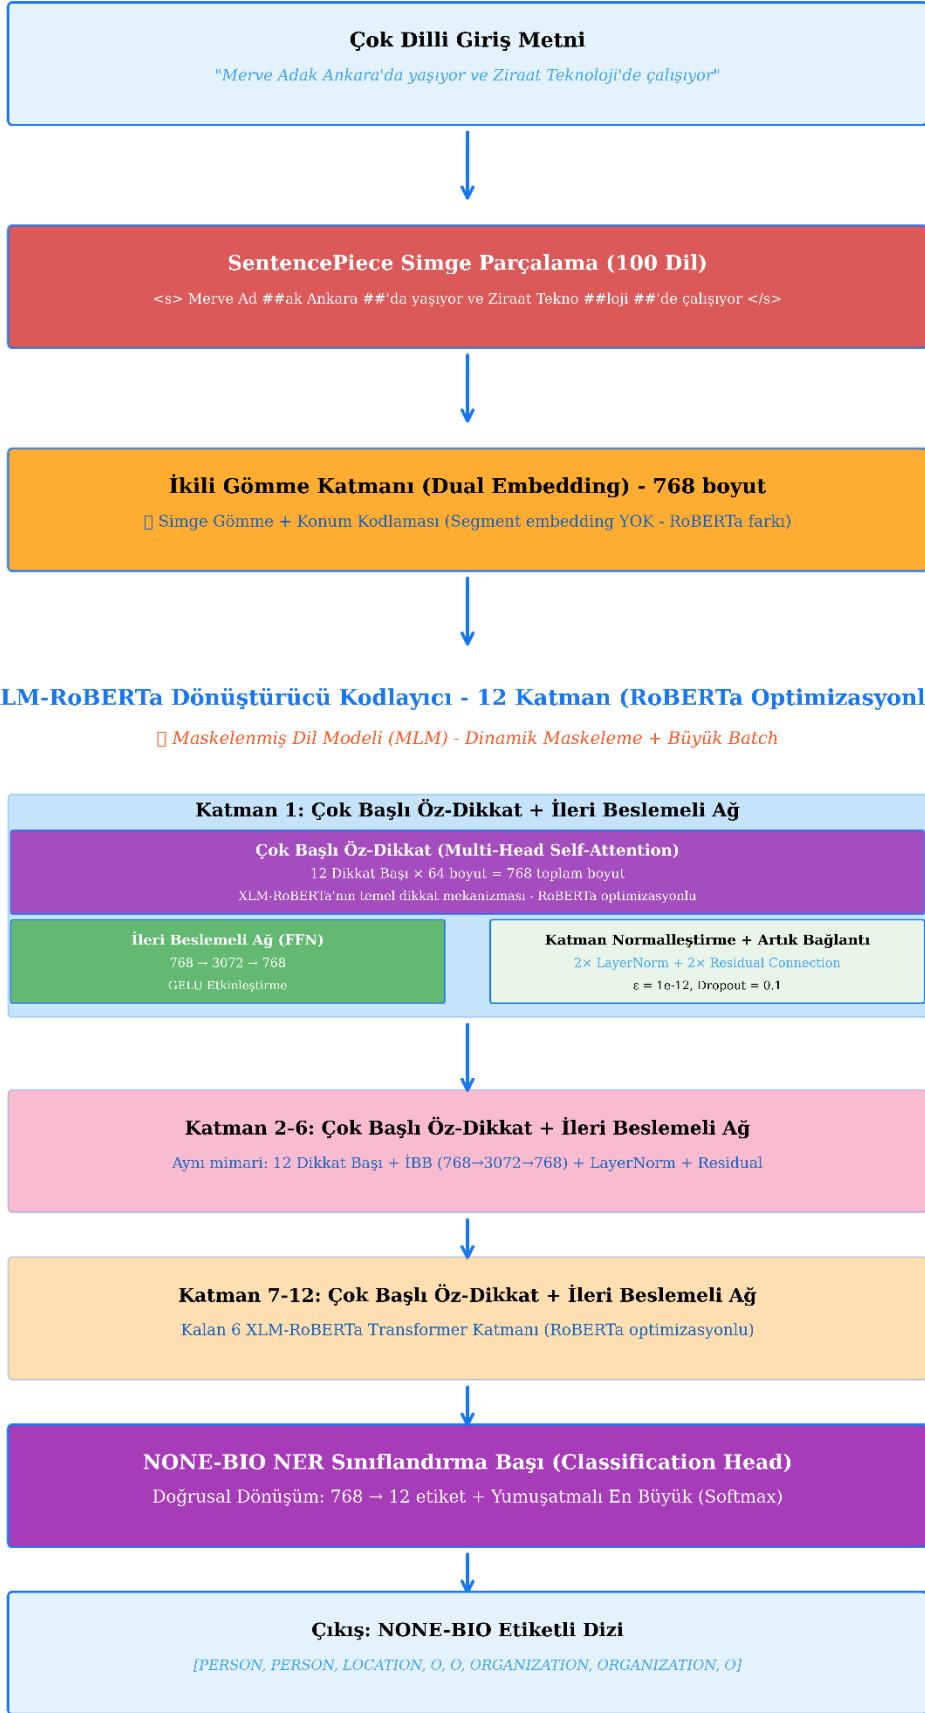 Çok Dilli Giriş Metni
"Merve Adak Ankara'da yaşıyor ve Ziraat Teknoloji'de çalışıyor"
SentencePiece Simge Parçalama (100 Dil)
<s> Merve Ad ##ak Ankara ##'da yaşıyor ve Ziraat Tekno ##loji ##'de çalışıyor </s>
İkili Gömme Katmanı (Dual Embedding) - 768 boyut
Simge Gömme + Konum Kodlaması (Segment embedding YOK - RoBERTa farkı)
LM-RoBERTa Dönüştürücü Kodlayıcı - 12 Katman (RoBERTa Optimizasyonl
Maskelenmiş Dil Modeli (MLM) - Dinamik Maskeleme + Büyük Batch
Katman 1: Çok Başlı Öz-Dikkat + İleri Beslemeli Ağ
Çok Başlı Öz-Dikkat (Multi-Head Self-Attention)
12 Dikkat Başı × 64 boyut = 768 toplam boyut
XLM-RoBERTa'nın temel dikkat mekanizması - RoBERTa optimizasyonlu
İleri Beslemeli Ağ (FFN)
768 → 3072 → 768
GELU Etkinleştirme
Katman Normalleştirme + Artık Bağlantı
2× LayerNorm + 2× Residual Connection
ε = 1e-12, Dropout = 0.1
Katman 2-6: Çok Başlı Öz-Dikkat + İleri Beslemeli Ağ
Aynı mimari: 12 Dikkat Başı + İBB (768→3072→768) + LayerNorm + Residual
Katman 7-12: Çok Başlı Öz-Dikkat + İleri Beslemeli Ağ
Kalan 6 XLM-RoBERTa Transformer Katmanı (RoBERTa optimizasyonlu)
NONE-BIO NER Sınıflandırma Başı (Classification Head)
Doğrusal Dönüşüm: 768 → 12 etiket + Yumuşatmalı En Büyük (Softmax)
Çıkış: NONE-BIO Etiketli Dizi
[PERSON, PERSON, LOCATION, O, O, ORGANIZATION, ORGANIZATION, O]